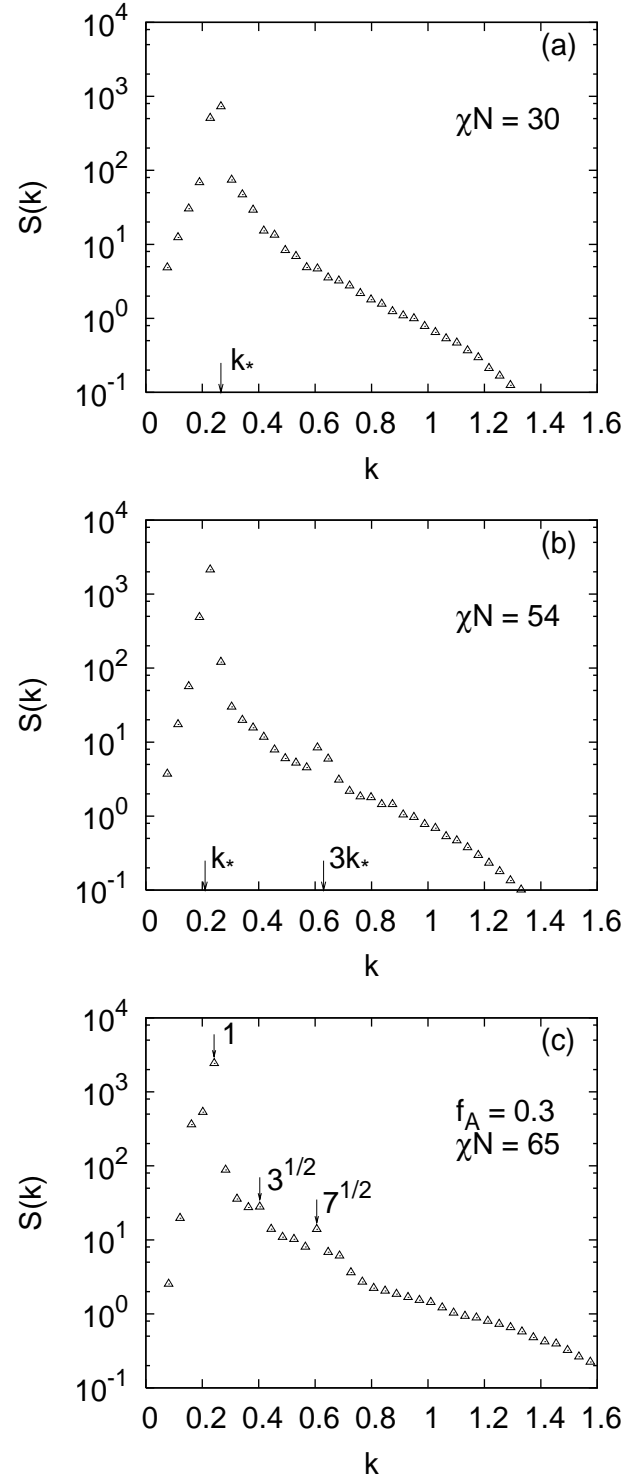 10^4
(a)
10^3
χN = 30
10^2
S(k)
10^1
10^0
k*
10^-1
0 0.2 0.4 0.6 0.8 1 1.2 1.4 1.6
k
10^4
(b)
10^3
χN = 54
10^2
S(k)
10^1
10^0
k* 3k*
10^-1
0 0.2 0.4 0.6 0.8 1 1.2 1.4 1.6
k
10^4
1 (c)
10^3
f_A = 0.3
χN = 65
10^2
3^1/2
S(k)
7^1/2
10^1
10^0
10^-1
0 0.2 0.4 0.6 0.8 1 1.2 1.4 1.6
k